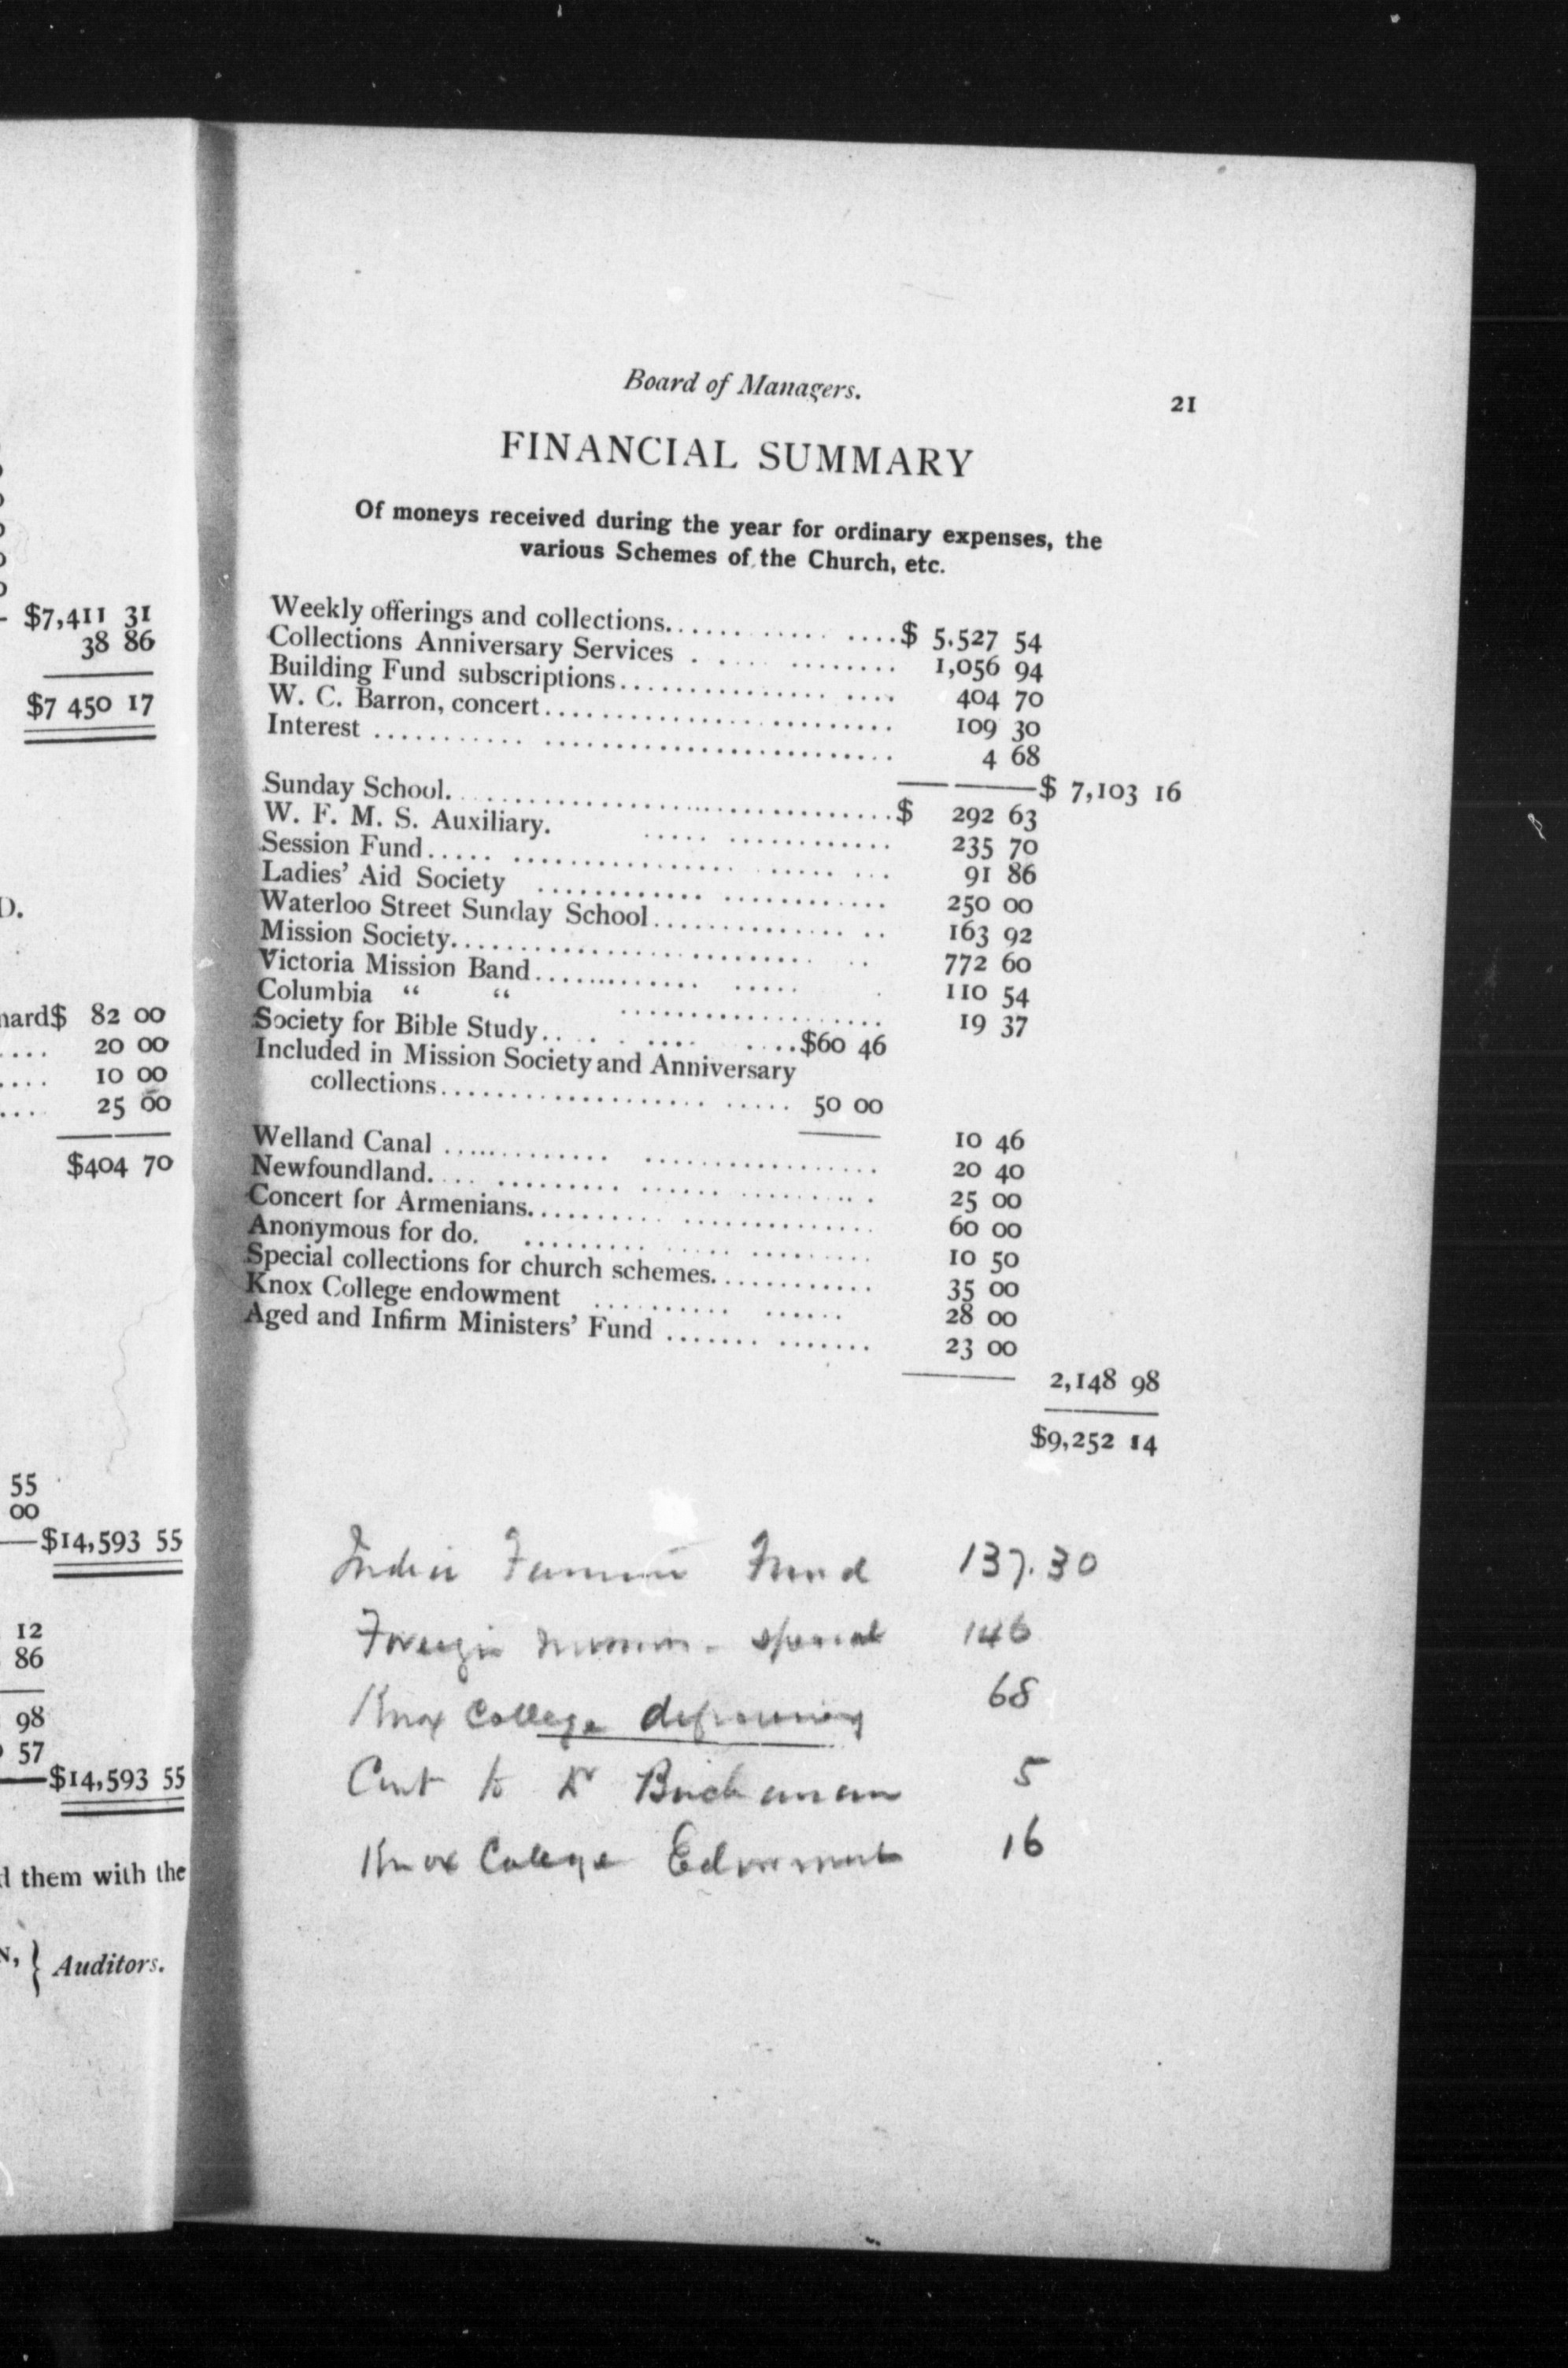 $7,411 31
38 86
$7 450 17
D.
nard$ 82 00
.... 20 00
.... 10 00
.... 25 00
$404 70
55
00
$14,593 55
12
86
98
57
$14,593 55
d them with the
N, } Auditors.
Board of Managers.
21
FINANCIAL SUMMARY
Of moneys received during the year for ordinary expenses, the
various Schemes of the Church, etc.
Weekly offerings and collections.......$ 5,527 54
Collections Anniversary Services....... 1,056 94
Building Fund subscriptions....... 404 70
W. C. Barron, concert....... 109 30
Interest ....... 4 68
$ 7,103 16
Sunday School.......$ 292 63
W. F. M. S. Auxiliary. ....... 235 70
Session Fund....... 91 86
Ladies' Aid Society ....... 250 00
Waterloo Street Sunday School....... 163 92
Mission Society....... 772 60
Victoria Mission Band....... 110 54
Columbia “ “ ....... 19 37
Society for Bible Study.......$60 46
Included in Mission Society and Anniversary
collections....... 50 00
10 46
Welland Canal ....... 20 40
Newfoundland....... 25 00
Concert for Armenians....... 60 00
Anonymous for do. ....... 10 50
Special collections for church schemes....... 35 00
Knox College endowment ....... 28 00
Aged and Infirm Ministers' Fund ....... 23 00
2,148 98
$9,252 14
India Famine Fund 137.30
Foreign Mission - special 146
Knox College 68
Cont to Dr Buchanan 5
Knox College Endowment 16